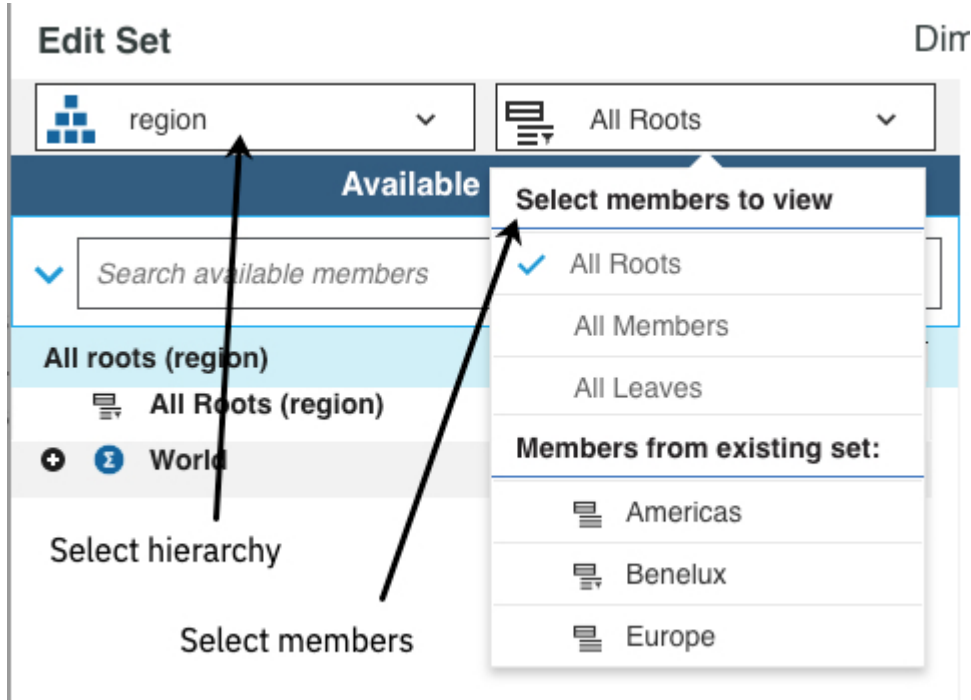 Edit Set
Dim
region
All Roots
Available
Select members to view
Search available members
All Roots
All Members
All roots (region)
All Leaves
All Roots (region)
Members from existing set:
World
Americas
Select hierarchy
Benelux
Select members
Europe